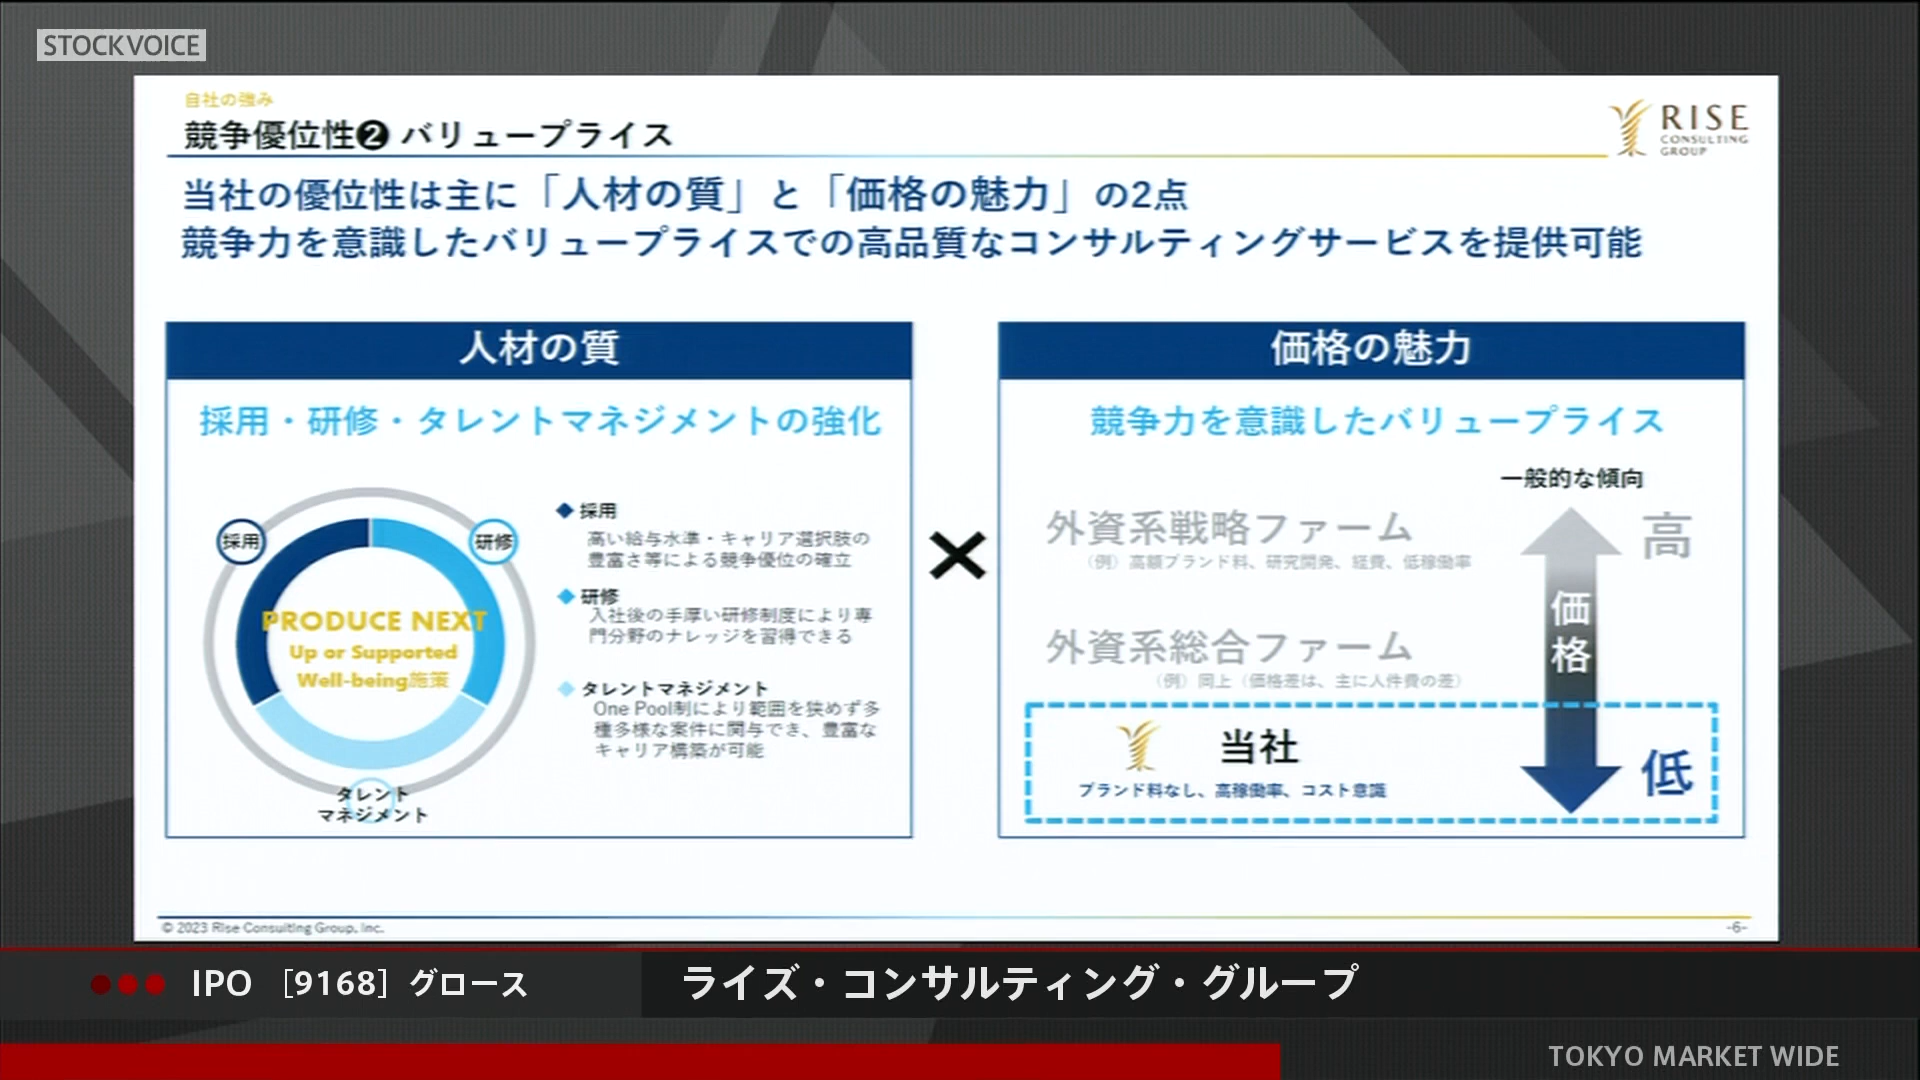 STOCKVOICE
自社の強み
競争優位性❷ バリュープライス
RISE
CONSULTING
GROUP
当社の優位性は主に「人材の質」と「価格の魅力」の2点
競争力を意識したバリュープライスでの高品質なコンサルティングサービスを提供可能
人材の質
採用・研修・タレントマネジメントの強化
採用
研修
PRODUCE NEXT
Up or Supported
Well-being施策
タレント
マネジメント
◆ 採用
高い給与水準・キャリア選択肢の
豊富さ等による競争優位の確立
◆ 研修
入社後の手厚い研修制度により専
門分野のナレッジを習得できる
◆ タレントマネジメント
One Pool制により範囲を狭めず多
種多様な案件に関与でき、豊富な
キャリア構築が可能
×
価格の魅力
競争力を意識したバリュープライス
一般的な傾向
外資系戦略ファーム
（例）高額ブランド料、研究開発、経費、低稼働率
高
価格
外資系総合ファーム
（例）同上（価格差は、主に人件費の差）
当社
ブランド料なし、高稼働率、コスト意識
低
© 2023 Rise Consulting Group, Inc.
-6-
IPO ［9168］グロース
ライズ・コンサルティング・グループ
TOKYO MARKET WIDE